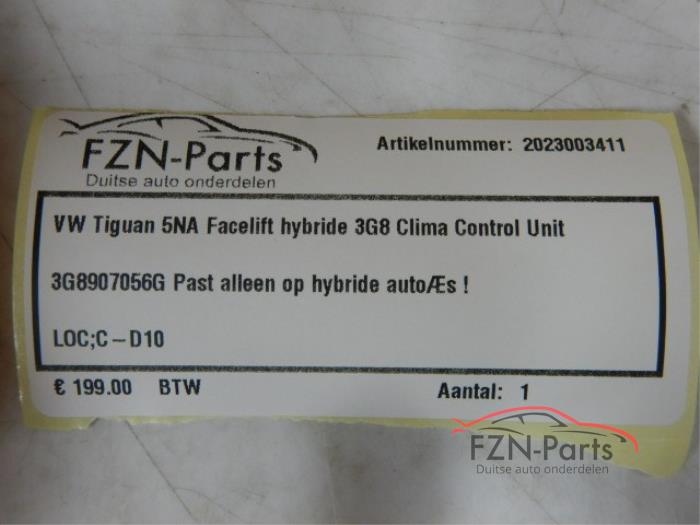 FZN-Parts
Duitse auto onderdelen
Artikelnummer: 2023003411
VW Tiguan 5NA Facelift hybride 3G8 Clima Control Unit
3G8907056G Past alleen op hybride autoÆs !
LOC;C-D10
€ 199.00 BTW
Aantal: 1
FZN-Parts
Duitse auto onderdelen